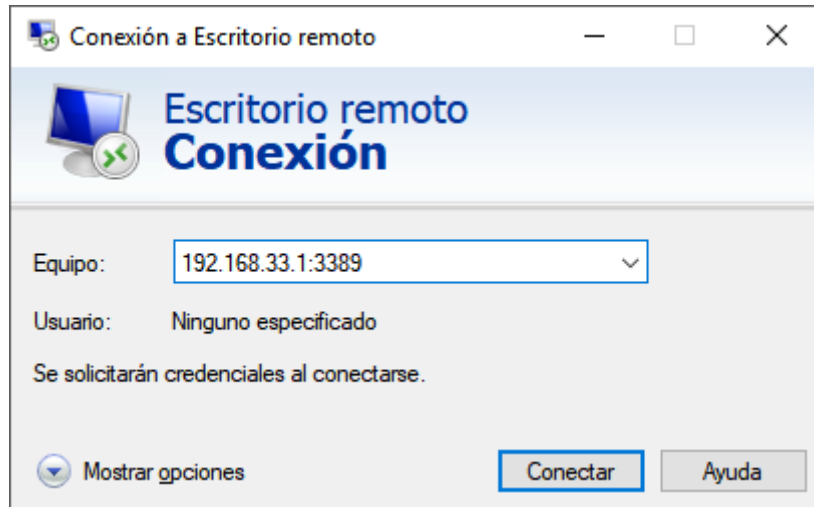 Conexión a Escritorio remoto
Escritorio remoto
Conexión
Equipo: 192.168.33.1:3389
Usuario: Ninguno especificado
Se solicitarán credenciales al conectarse.
Mostrar opciones Conectar Ayuda